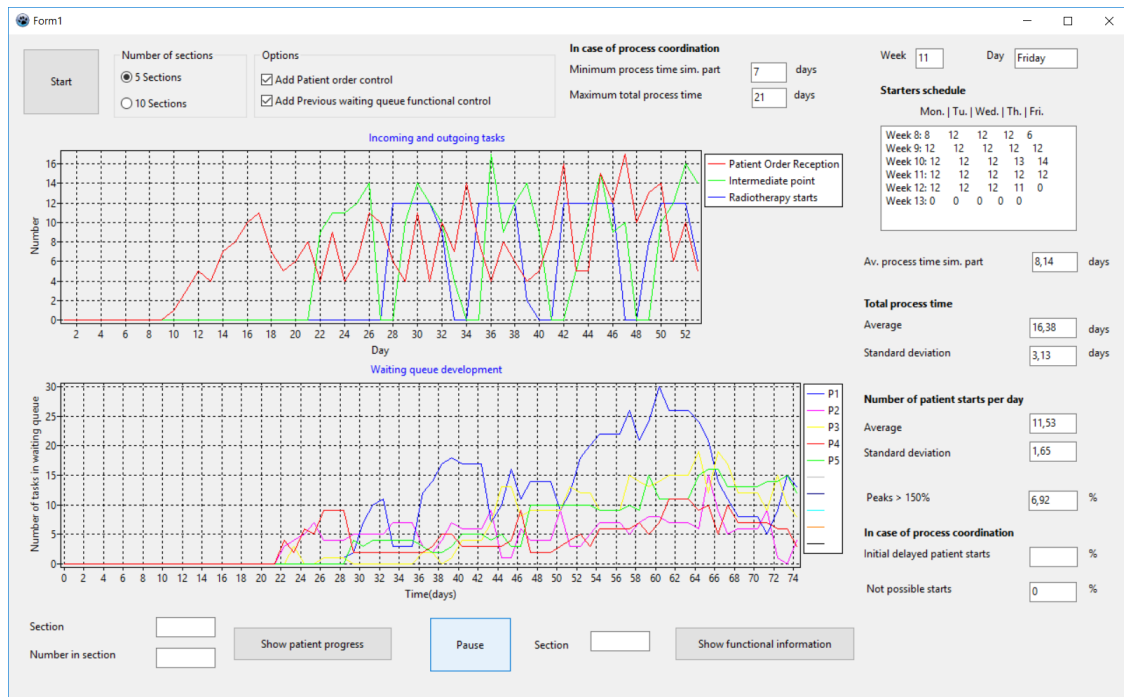 Form1
Start
Number of sections
5 Sections
10 Sections
Options
Add Patient order control
Add Previous waiting queue functional control
In case of process coordination
Minimum process time sim. part 7 days
Maximum total process time 21 days
Week 11 Day Friday
Starters schedule
Mon. | Tu. | Wed. | Th. | Fri.
Week 8: 8 12 12 12 6
Week 9: 12 12 12 12 12
Week 10: 12 12 12 13 14
Week 11: 12 12 12 12 12
Week 12: 12 12 12 11 0
Week 13: 0 0 0 0 0
Incoming and outgoing tasks
Number
16
14
12
10
8
6
4
2
0
2 4 6 8 10 12 14 16 18 20 22 24 26 28 30 32 34 36 38 40 42 44 46 48 50 52
Day
Patient Order Reception
Intermediate point
Radiotherapy starts
Av. process time sim. part 8,14 days
Total process time
Average 16,38 days
Standard deviation 3,13 days
Waiting queue development
Number of tasks in waiting queue
30
25
20
15
10
5
0
0 2 4 6 8 10 12 14 16 18 20 22 24 26 28 30 32 34 36 38 40 42 44 46 48 50 52 54 56 58 60 62 64 66 68 70 72 74
Time(days)
P1
P2
P3
P4
P5
Number of patient starts per day
Average 11,53
Standard deviation 1,65
Peaks > 150% 6,92 %
In case of process coordination
Initial delayed patient starts %
Not possible starts 0 %
Section
Number in section
Show patient progress
Pause
Section
Show functional information